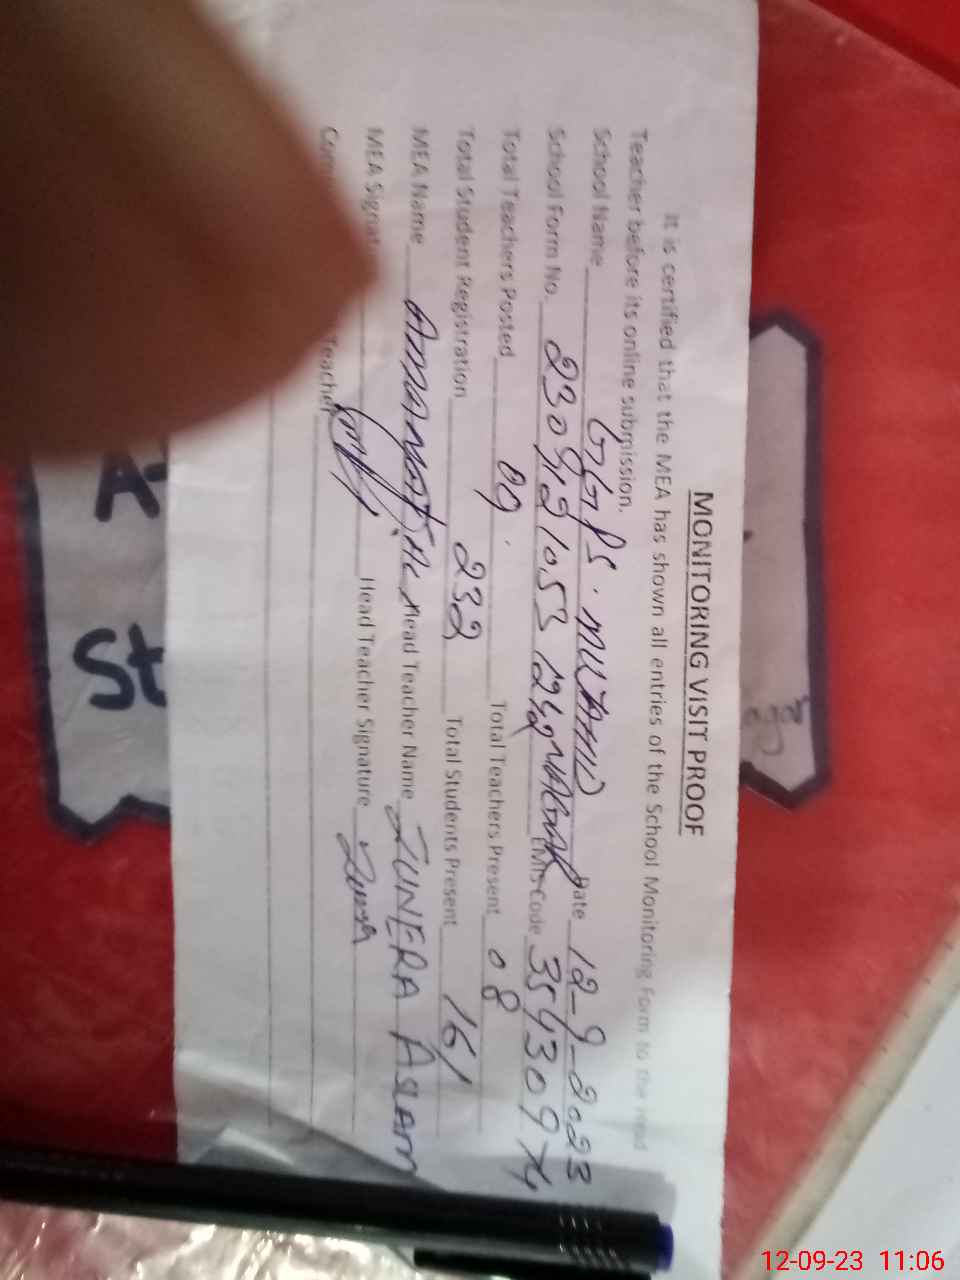 MONITORING VISIT PROOF
It is certified that the MEA has shown all entries of the School Monitoring Form to the Head
Teacher before its online submission.
School Name GGPS. Date 12-9-2023
School Form No. EMIS Code 35430974
Total Teachers Posted 09. Total Teachers Present 08
Total Student Registration 232 Total Students Present 161
MEA Name Head Teacher Name ZUNERA ASLAM
MEA Signat Head Teacher Signature
Teacher
A-
St
12-09-23 11:06